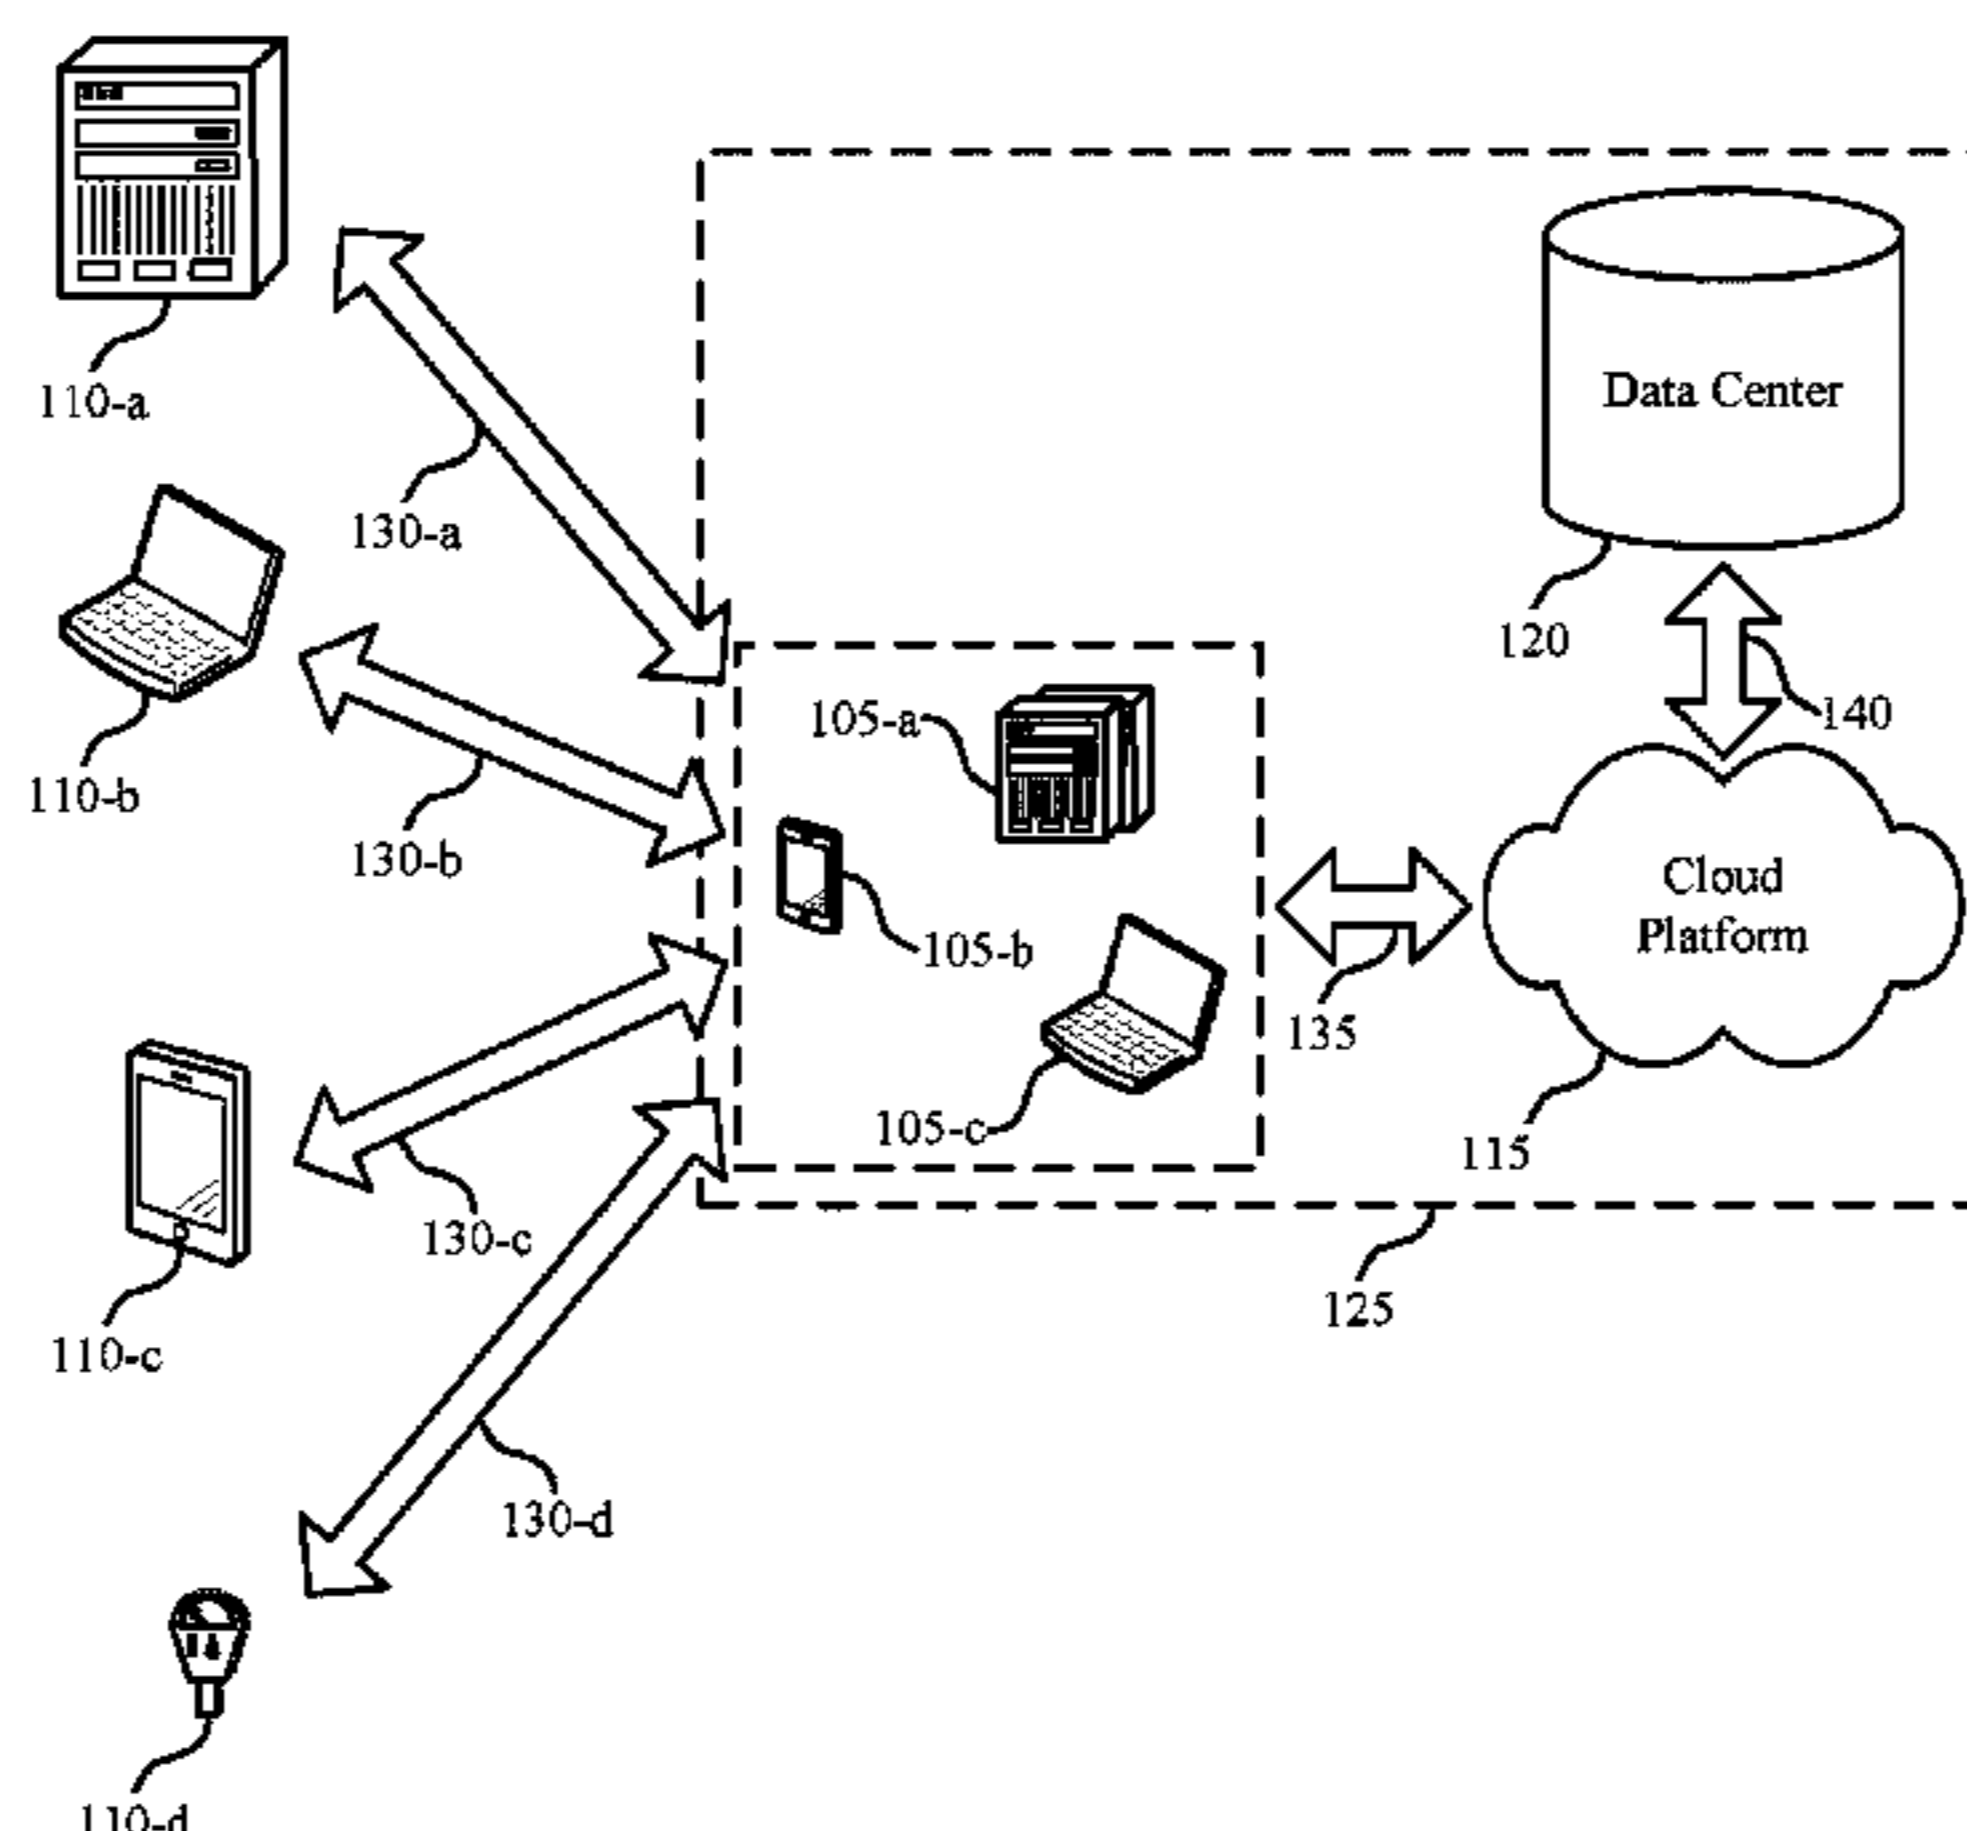 110-a
130-a
110-b
130-b
110-c
130-c
130-d
110-d
105-a
105-b
105-c
Data Center
120
140
Cloud
Platform
135
115
125